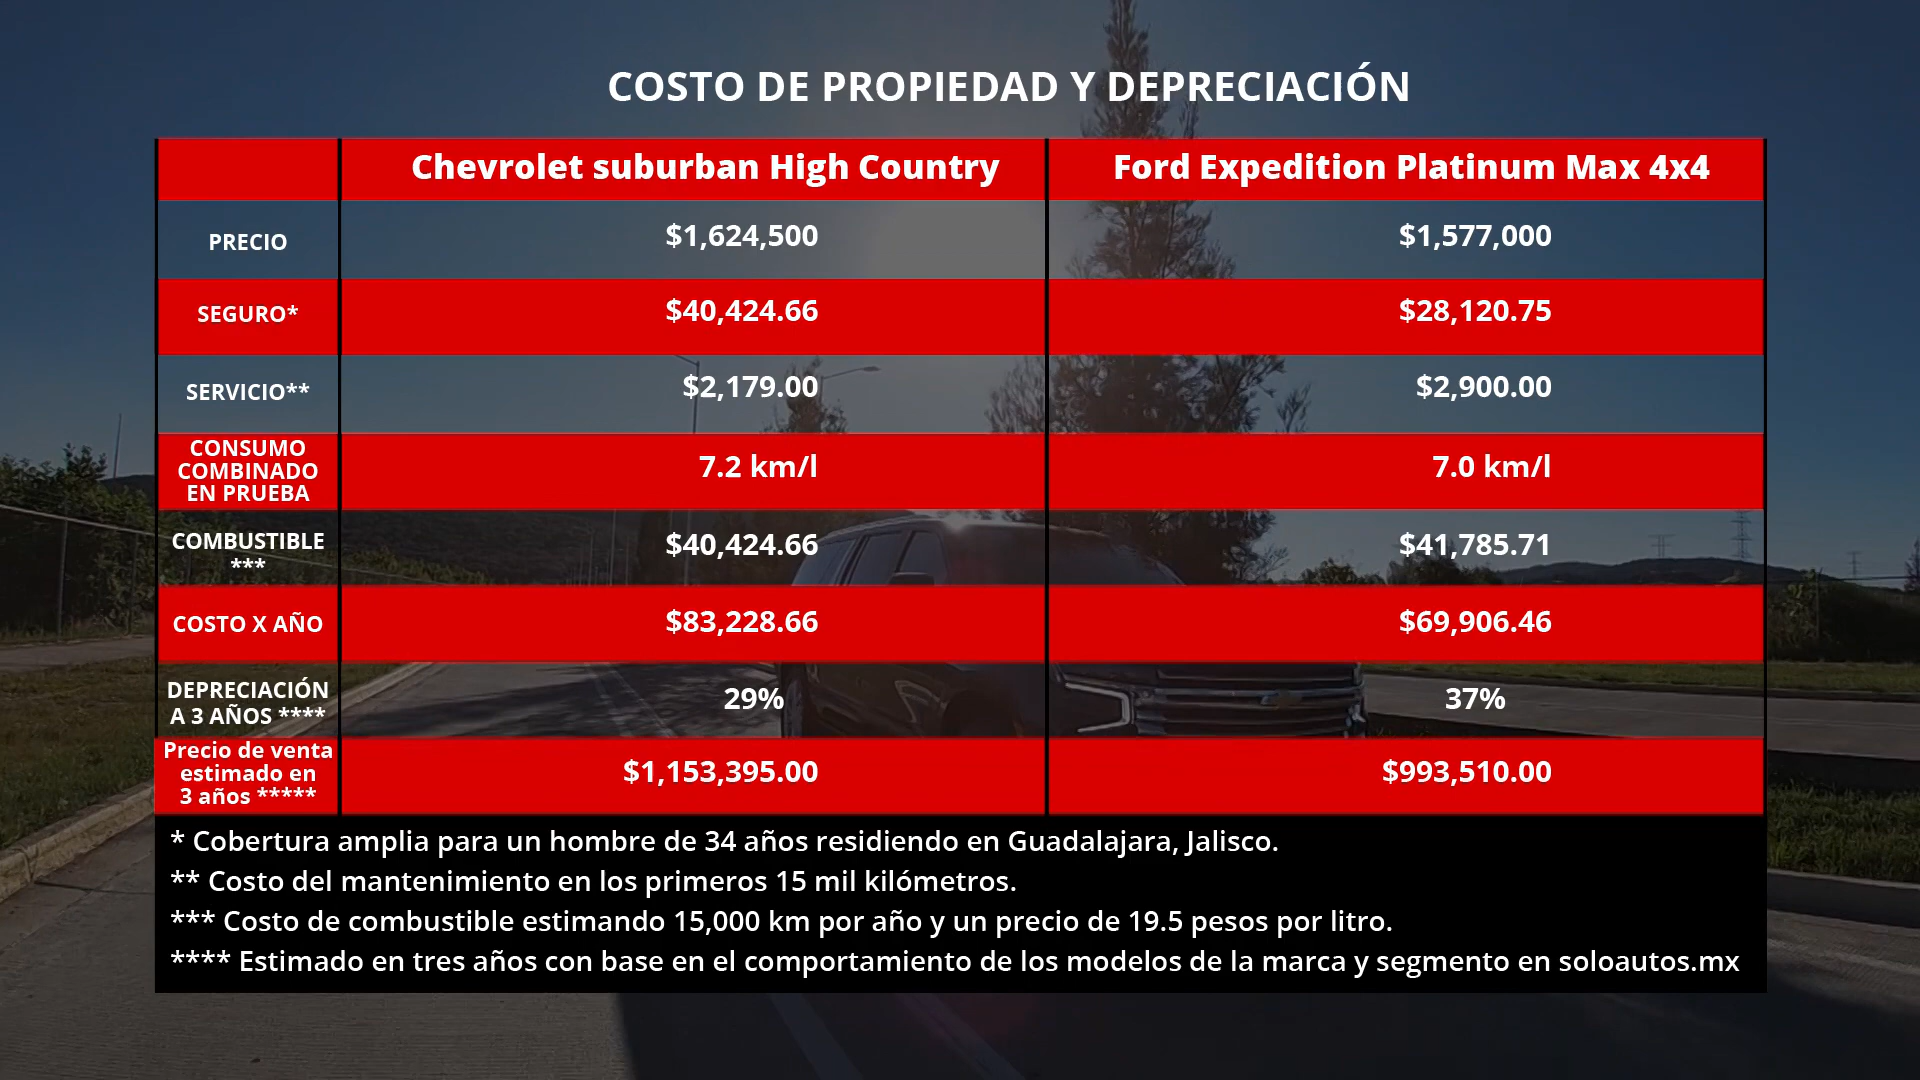 COSTO DE PROPIEDAD Y DEPRECIACIÓN
Chevrolet suburban High Country Ford Expedition Platinum Max 4x4
PRECIO $1,624,500 $1,577,000
SEGURO* $40,424.66 $28,120.75
SERVICIO** $2,179.00 $2,900.00
CONSUMO
COMBINADO
EN PRUEBA
7.2 km/l 7.0 km/l
COMBUSTIBLE
***
$40,424.66 $41,785.71
COSTO X AÑO $83,228.66 $69,906.46
DEPRECIACIÓN
A 3 AÑOS ****
29% 37%
Precio de venta
estimado en
3 años *****
$1,153,395.00 $993,510.00
* Cobertura amplia para un hombre de 34 años residiendo en Guadalajara, Jalisco.
** Costo del mantenimiento en los primeros 15 mil kilómetros.
*** Costo de combustible estimando 15,000 km por año y un precio de 19.5 pesos por litro.
**** Estimado en tres años con base en el comportamiento de los modelos de la marca y segmento en soloautos.mx